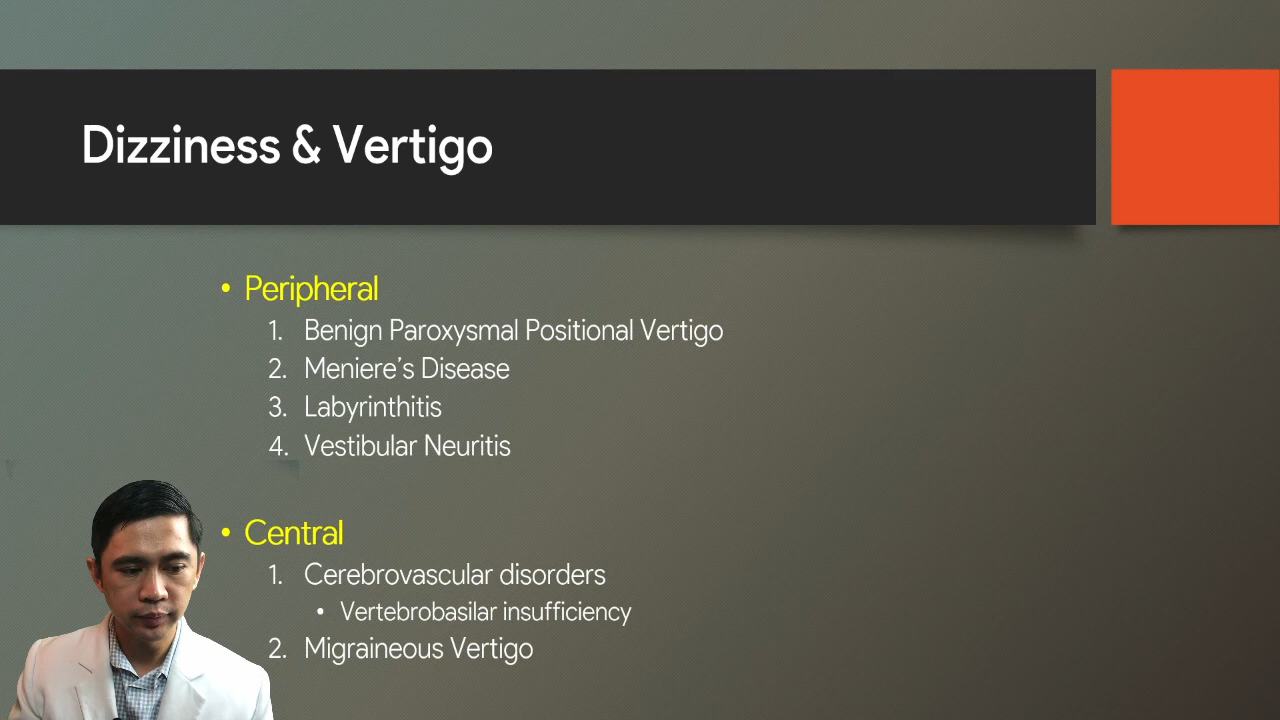 Dizziness & Vertigo
• Peripheral
1. Benign Paroxysmal Positional Vertigo
2. Meniere’s Disease
3. Labyrinthitis
4. Vestibular Neuritis
• Central
1. Cerebrovascular disorders
• Vertebrobasilar insufficiency
2. Migraineous Vertigo